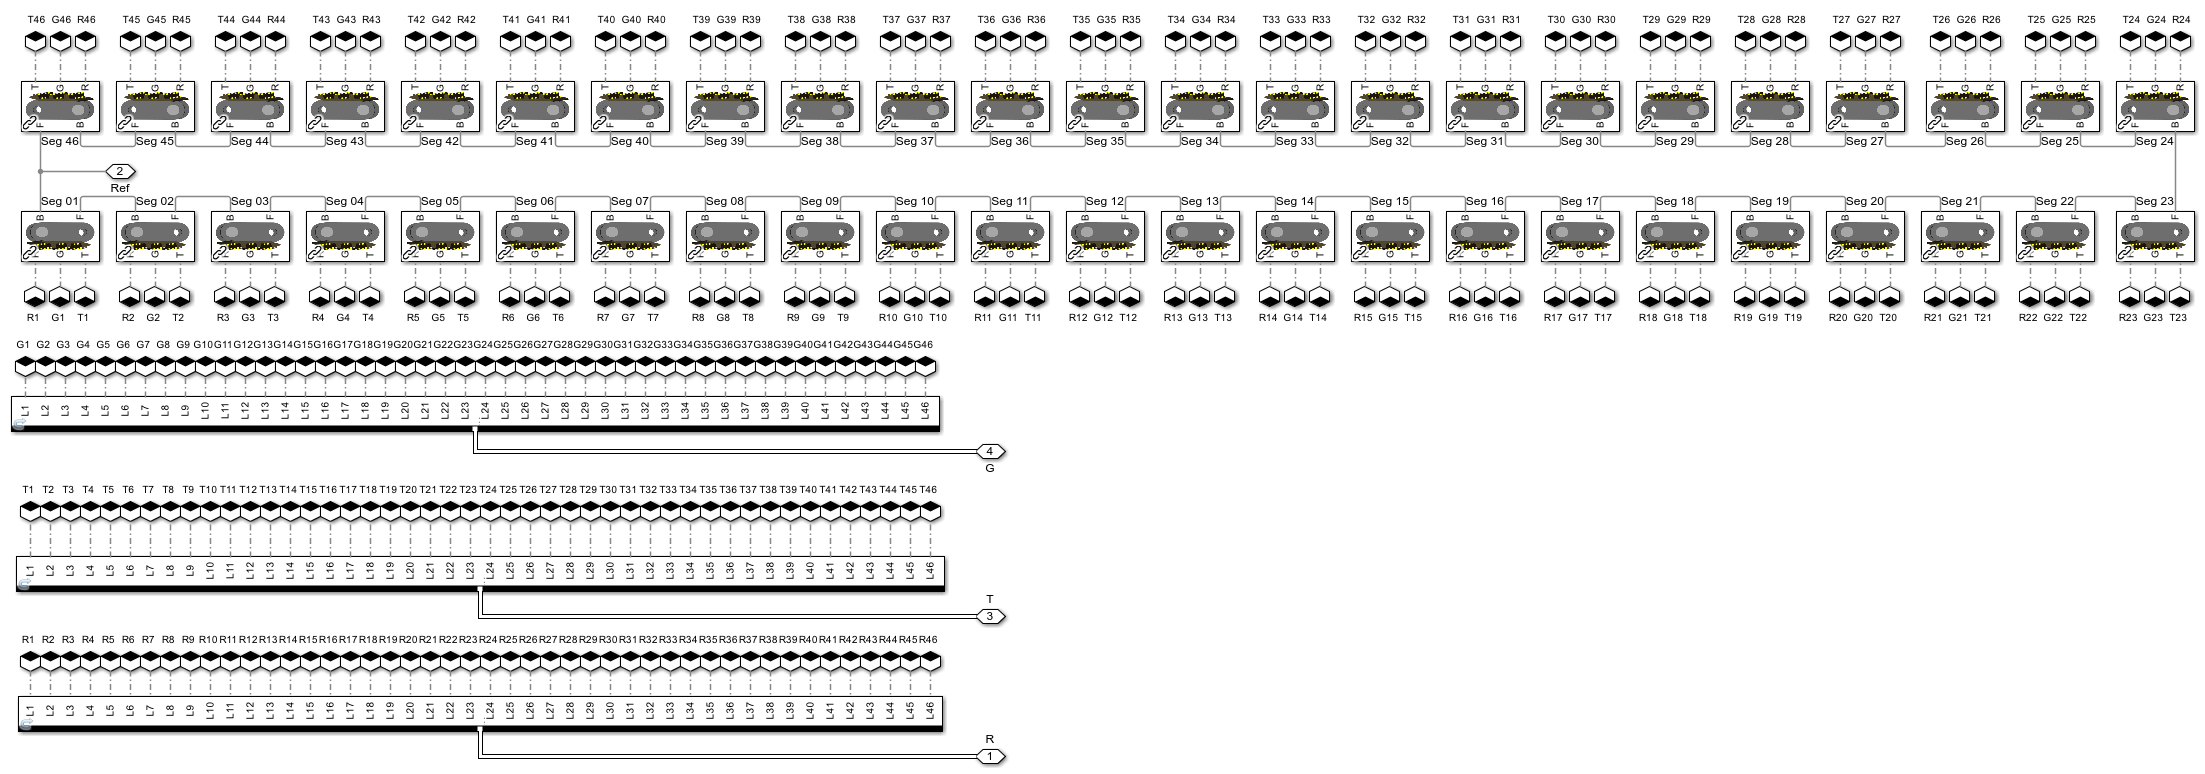 T46 G46 R46 T45 G45 R45 T44 G44 R44 T43 G43 R43 T42 G42 R42 T41 G41 R41 T40 G40 R40 T39 G39 R39 T38 G38 R38 T37 G37 R37 T36 G36 R36 T35 G35 R35 T34 G34 R34 T33 G33 R33 T32 G32 R32 T31 G31 R31 T30 G30 R30 T29 G29 R29 T28 G28 R28 T27 G27 R27 T26 G26 R26 T25 G25 R25 T24 G24 R24
T G R T G R T G R T G R T G R T G R T G R T G R T G R T G R T G R T G R T G R T G R T G R T G R T G R T G R T G R T G R T G R T G R T G R
F B F B F B F B F B F B F B F B F B F B F B F B F B F B F B F B F B F B F B F B F B F B F B
Seg 46 Seg 45 Seg 44 Seg 43 Seg 42 Seg 41 Seg 40 Seg 39 Seg 38 Seg 37 Seg 36 Seg 35 Seg 34 Seg 33 Seg 32 Seg 31 Seg 30 Seg 29 Seg 28 Seg 27 Seg 26 Seg 25 Seg 24
2
Ref
Seg 01 Seg 02 Seg 03 Seg 04 Seg 05 Seg 06 Seg 07 Seg 08 Seg 09 Seg 10 Seg 11 Seg 12 Seg 13 Seg 14 Seg 15 Seg 16 Seg 17 Seg 18 Seg 19 Seg 20 Seg 21 Seg 22 Seg 23
B F B F B F B F B F B F B F B F B F B F B F B F B F B F B F B F B F B F B F B F B F B F B F
G T G T G T G T G T G T G T G T G T G T G T G T G T G T G T G T G T G T G T G T G T G T G T
R1 G1 T1 R2 G2 T2 R3 G3 T3 R4 G4 T4 R5 G5 T5 R6 G6 T6 R7 G7 T7 R8 G8 T8 R9 G9 T9 R10 G10 T10 R11 G11 T11 R12 G12 T12 R13 G13 T13 R14 G14 T14 R15 G15 T15 R16 G16 T16 R17 G17 T17 R18 G18 T18 R19 G19 T19 R20 G20 T20 R21 G21 T21 R22 G22 T22 R23 G23 T23
G1 G2 G3 G4 G5 G6 G7 G8 G9 G10 G11 G12 G13 G14 G15 G16 G17 G18 G19 G20 G21 G22 G23 G24 G25 G26 G27 G28 G29 G30 G31 G32 G33 G34 G35 G36 G37 G38 G39 G40 G41 G42 G43 G44 G45 G46
L1 L2 L3 L4 L5 L6 L7 L8 L9 L10 L11 L12 L13 L14 L15 L16 L17 L18 L19 L20 L21 L22 L23 L24 L25 L26 L27 L28 L29 L30 L31 L32 L33 L34 L35 L36 L37 L38 L39 L40 L41 L42 L43 L44 L45 L46
4
G
T1 T2 T3 T4 T5 T6 T7 T8 T9 T10 T11 T12 T13 T14 T15 T16 T17 T18 T19 T20 T21 T22 T23 T24 T25 T26 T27 T28 T29 T30 T31 T32 T33 T34 T35 T36 T37 T38 T39 T40 T41 T42 T43 T44 T45 T46
L1 L2 L3 L4 L5 L6 L7 L8 L9 L10 L11 L12 L13 L14 L15 L16 L17 L18 L19 L20 L21 L22 L23 L24 L25 L26 L27 L28 L29 L30 L31 L32 L33 L34 L35 L36 L37 L38 L39 L40 L41 L42 L43 L44 L45 L46
T
3
R1 R2 R3 R4 R5 R6 R7 R8 R9 R10 R11 R12 R13 R14 R15 R16 R17 R18 R19 R20 R21 R22 R23 R24 R25 R26 R27 R28 R29 R30 R31 R32 R33 R34 R35 R36 R37 R38 R39 R40 R41 R42 R43 R44 R45 R46
L1 L2 L3 L4 L5 L6 L7 L8 L9 L10 L11 L12 L13 L14 L15 L16 L17 L18 L19 L20 L21 L22 L23 L24 L25 L26 L27 L28 L29 L30 L31 L32 L33 L34 L35 L36 L37 L38 L39 L40 L41 L42 L43 L44 L45 L46
R
1